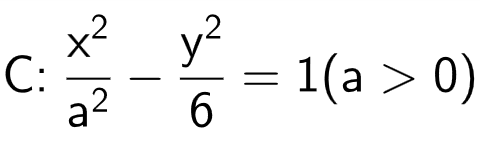 C: x²/a² − y²/6 = 1(a > 0)